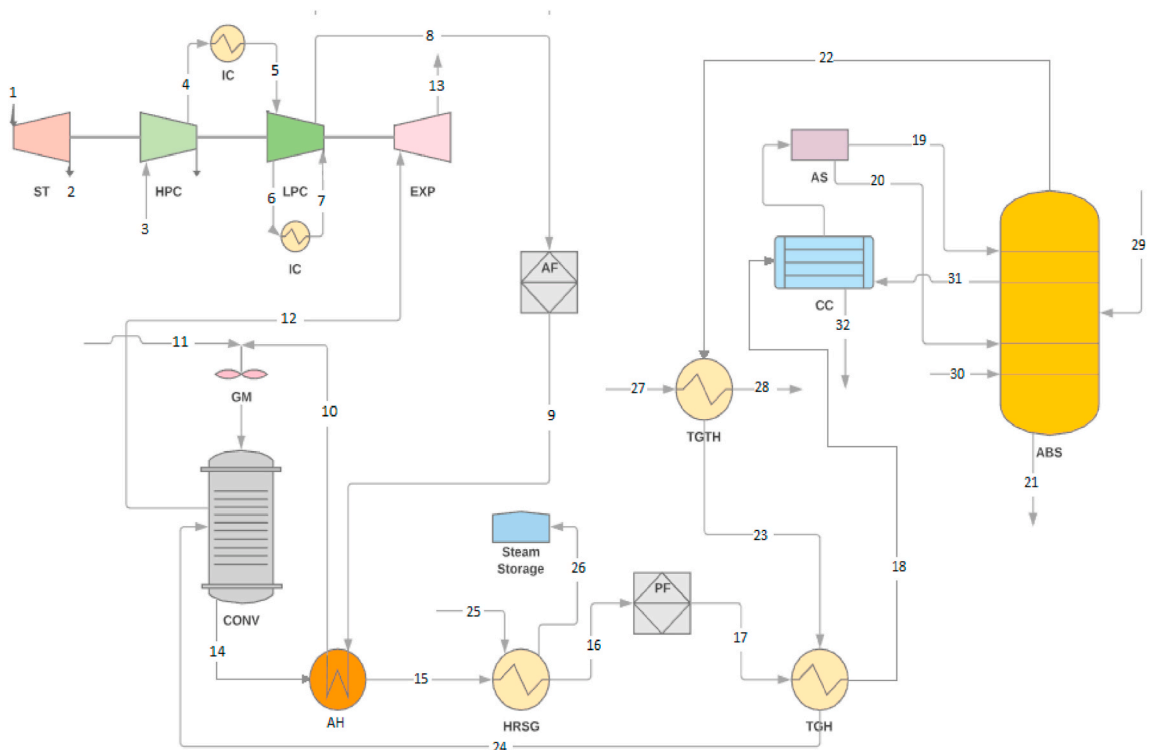 8
22
4
IC
5
1
13
19
AS
20
ST
2
HPC
3
LPC
6
7
EXP
IC
29
AF
31
CC
32
12
11
30
GM
10
27
28
TGTH
9
ABS
21
Steam
Storage
26
23
18
PF
CONV
25
16
17
14
15
AH
HRSG
TGH
24